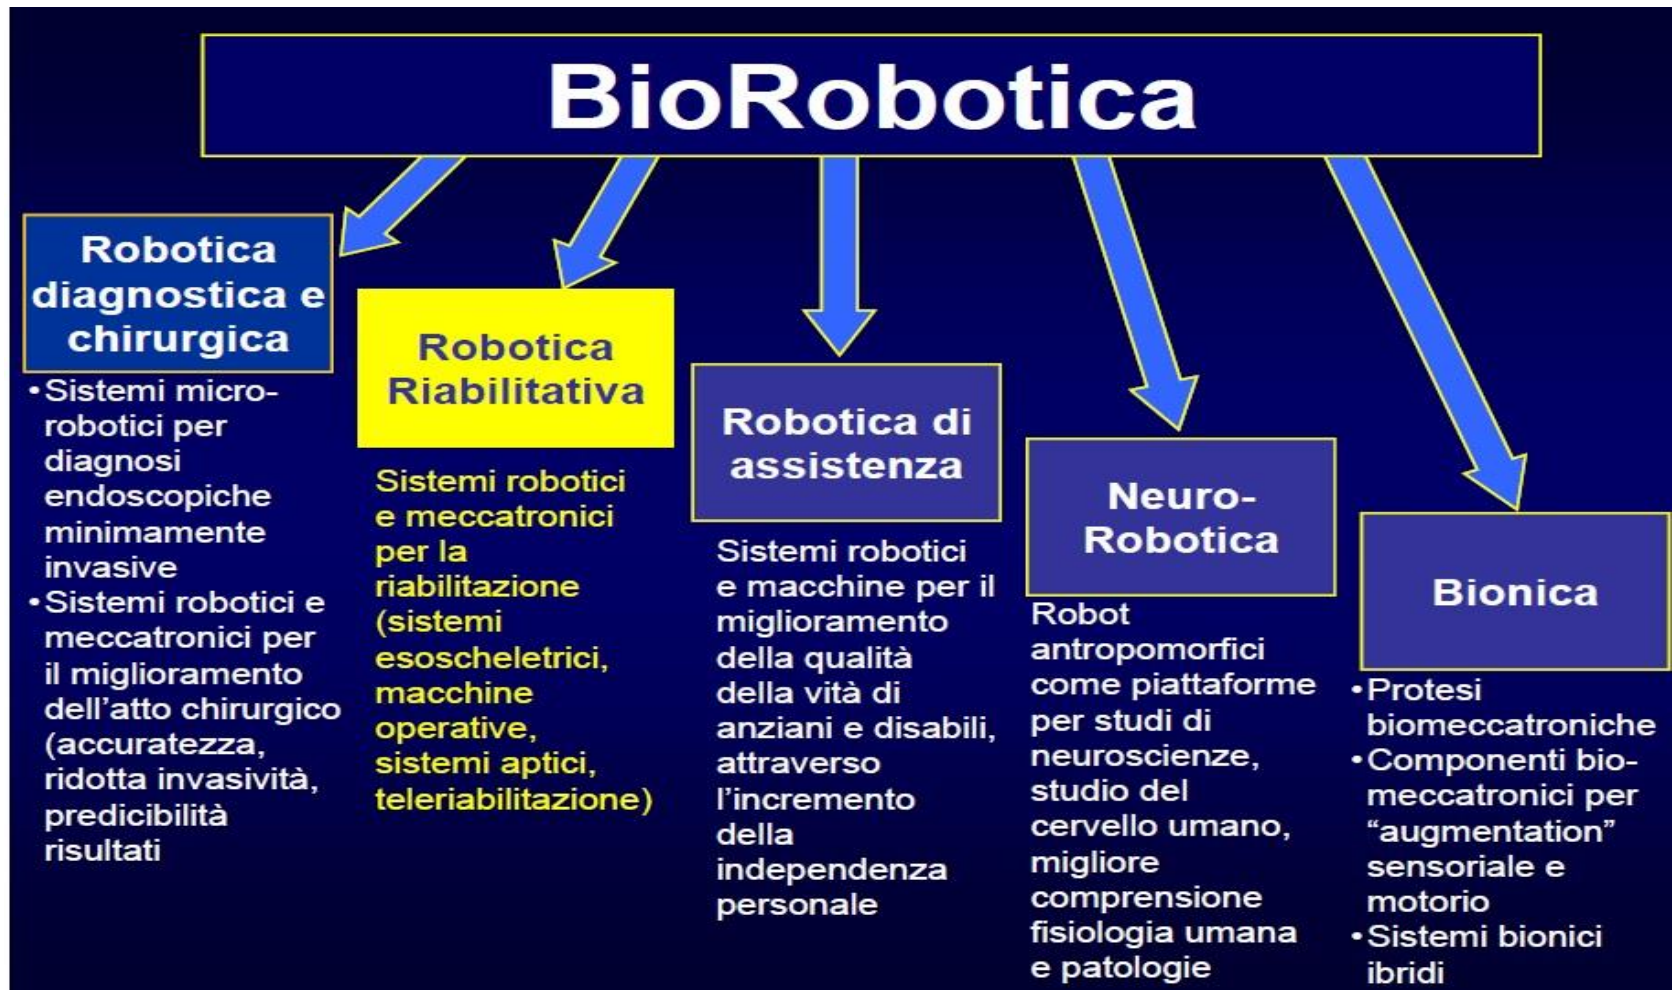 BioRobotica
Robotica
diagnostica e
chirurgica
•Sistemi micro-
robotici per
diagnosi
endoscopiche
minimamente
invasive
•Sistemi robotici e
meccatronici per
il miglioramento
dell'atto chirurgico
(accuratezza,
ridotta invasività,
predicibilità
risultati
Robotica
Riabilitativa
Sistemi robotici
e meccatronici
per la
riabilitazione
(sistemi
esoscheletrici,
macchine
operative,
sistemi aptici,
teleriabilitazione)
Robotica di
assistenza
Sistemi robotici
e macchine per il
miglioramento
della qualità
della vità di
anziani e disabili,
attraverso
l'incremento
della
independenza
personale
Neuro-
Robotica
Robot
antropomorfici
come piattaforme
per studi di
neuroscienze,
studio del
cervello umano,
migliore
comprensione
fisiologia umana
e patologie
Bionica
•Protesi
biomeccatroniche
•Componenti bio-
meccatronici per
“augmentation”
sensoriale e
motorio
•Sistemi bionici
ibridi